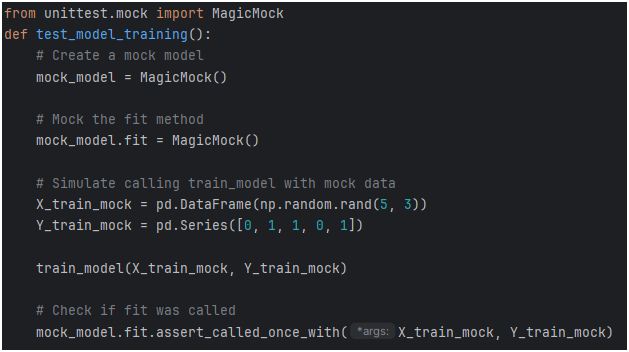 from unittest.mock import MagicMock
def test_model_training():
    # Create a mock model
    mock_model = MagicMock()

    # Mock the fit method
    mock_model.fit = MagicMock()

    # Simulate calling train_model with mock data
    X_train_mock = pd.DataFrame(np.random.rand(5, 3))
    Y_train_mock = pd.Series([0, 1, 1, 0, 1])

    train_model(X_train_mock, Y_train_mock)

    # Check if fit was called
    mock_model.fit.assert_called_once_with( *args: X_train_mock, Y_train_mock)